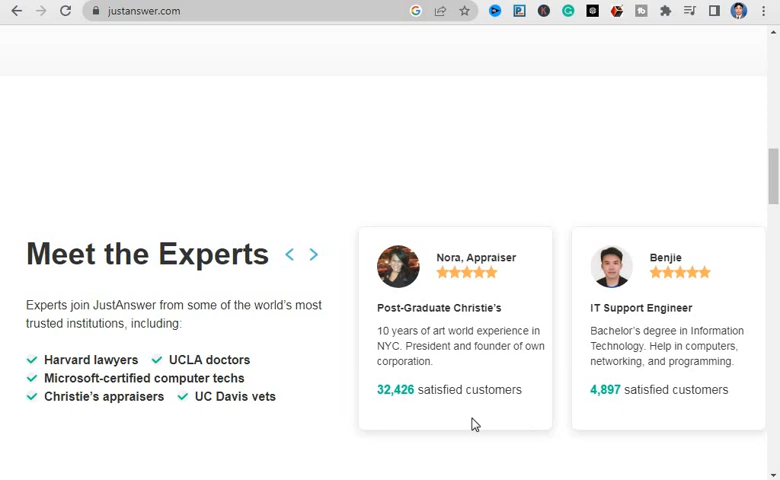 justanswer.com
Meet the Experts
Experts join JustAnswer from some of the world's most
trusted institutions, including:
Harvard lawyers UCLA doctors
Microsoft-certified computer techs
Christie's appraisers UC Davis vets
Nora, Appraiser
Post-Graduate Christie's
10 years of art world experience in
NYC. President and founder of own
corporation.
32,426 satisfied customers
Benjie
IT Support Engineer
Bachelor's degree in Information
Technology. Help in computers,
networking, and programming.
4,897 satisfied customers